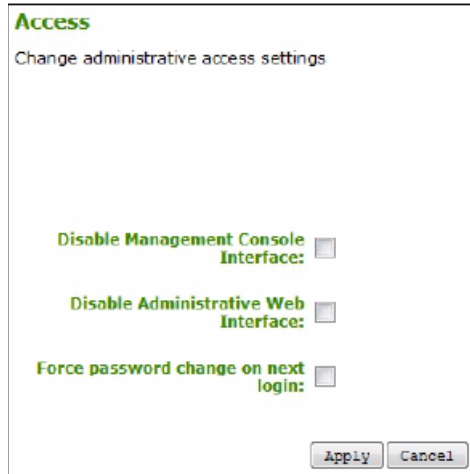 Access
Change administrative access settings
Disable Management Console
Interface:
Disable Administrative Web
Interface:
Force password change on next
login:
Apply Cancel